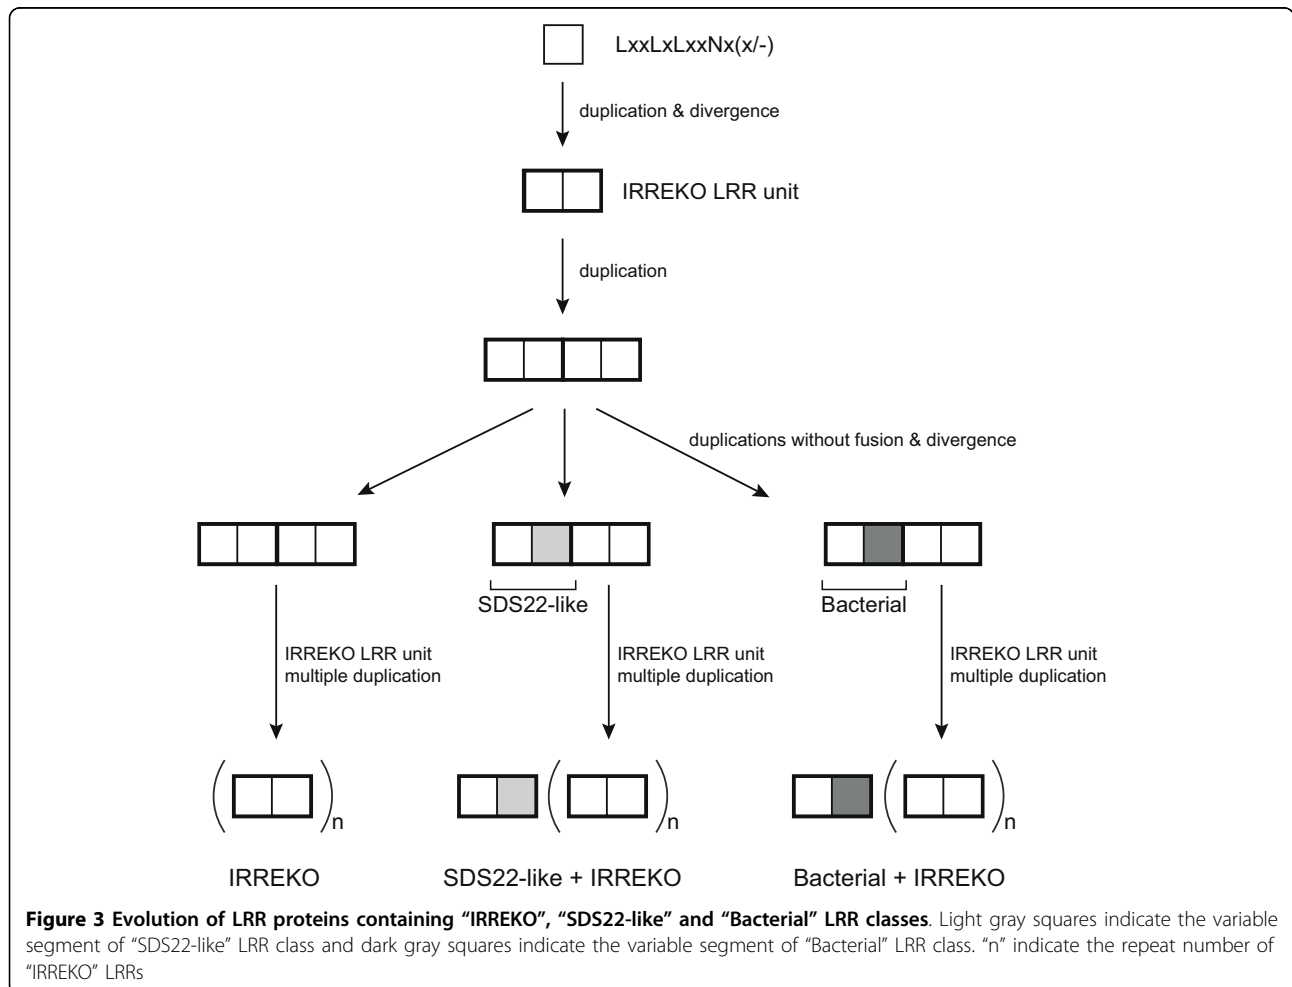 LxxLxLxxNx(x/-)
duplication & divergence
IRREKO LRR unit
duplication
duplications without fusion & divergence
SDS22-like
Bacterial
IRREKO LRR unit
multiple duplication
IRREKO LRR unit
multiple duplication
IRREKO LRR unit
multiple duplication
n
n
n
IRREKO
SDS22-like + IRREKO
Bacterial + IRREKO
Figure 3 Evolution of LRR proteins containing “IRREKO”, “SDS22-like” and “Bacterial” LRR classes. Light gray squares indicate the variable
segment of “SDS22-like” LRR class and dark gray squares indicate the variable segment of “Bacterial” LRR class. “n” indicate the repeat number of
“IRREKO” LRRs